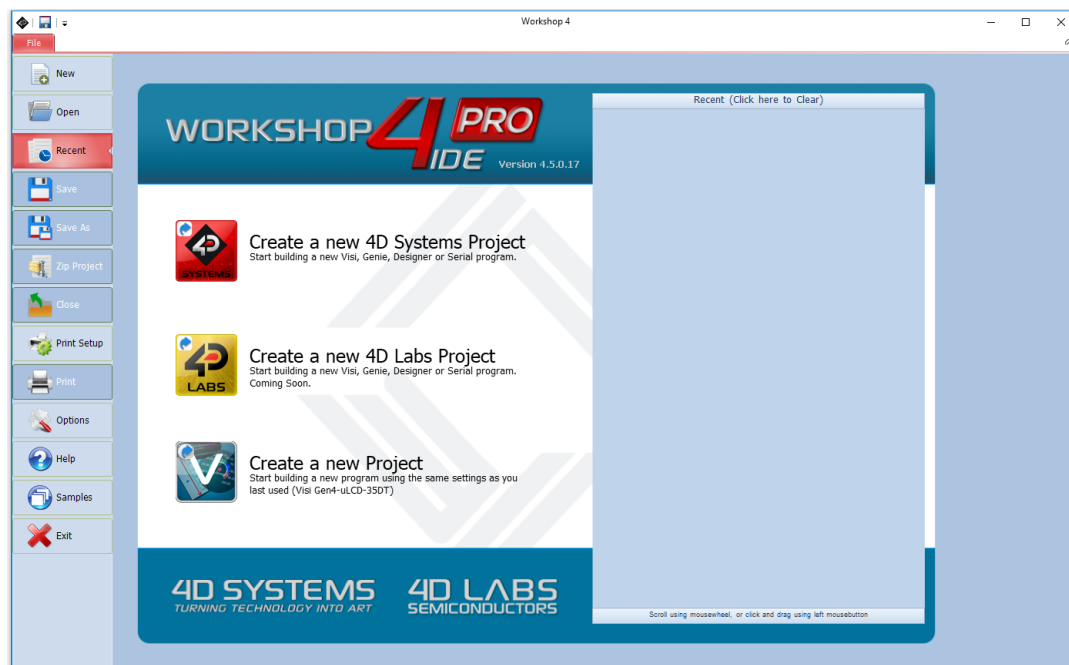 Workshop 4
File
New
Open
Recent
Save
Save As
Zip Project
Close
Print Setup
Print
Options
Help
Samples
Exit
WORKSHOP 4 PRO
IDE Version 4.5.0.17
4D
SYSTEMS
Create a new 4D Systems Project
Start building a new Visi, Genie, Designer or Serial program.
4D
LABS
Create a new 4D Labs Project
Start building a new Visi, Genie, Designer or Serial program.
Coming Soon.
V
Create a new Project
Start building a new program using the same settings as you
last used (Visi Gen4-uLCD-35DT)
4D SYSTEMS
TURNING TECHNOLOGY INTO ART
4D LABS
SEMICONDUCTORS
Recent (Click here to Clear)
Scroll using mousewheel, or click and drag using left mousebutton